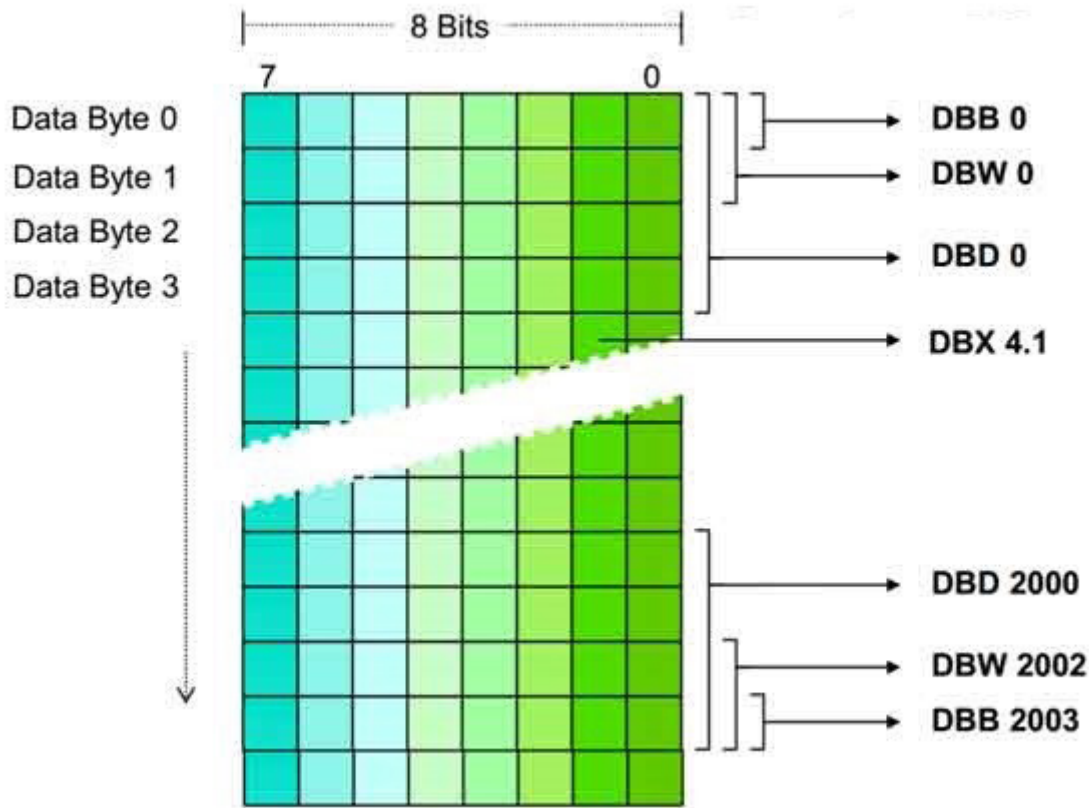 8 Bits
7 0
Data Byte 0
DBB 0
Data Byte 1
DBW 0
Data Byte 2
DBD 0
Data Byte 3
DBX 4.1
DBD 2000
DBW 2002
DBB 2003